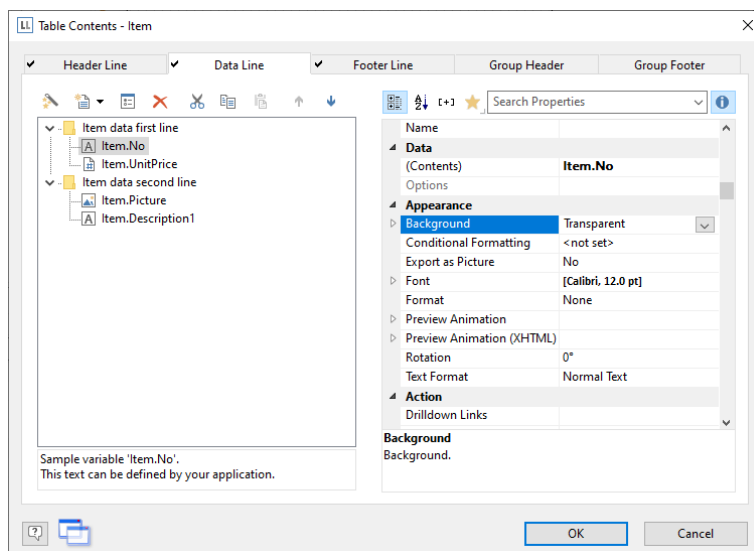 LL Table Contents - Item
Header Line Data Line Footer Line Group Header Group Footer
Item data first line
A Item.No
Item.UnitPrice
Item data second line
Item.Picture
A Item.Description1
Sample variable 'Item.No'.
This text can be defined by your application.
Search Properties
Name
Data
(Contents) Item.No
Options
Appearance
Background Transparent
Conditional Formatting <not set>
Export as Picture No
Font [Calibri, 12.0 pt]
Format None
Preview Animation
Preview Animation (XHTML)
Rotation 0°
Text Format Normal Text
Action
Drilldown Links
Background
Background.
OK Cancel